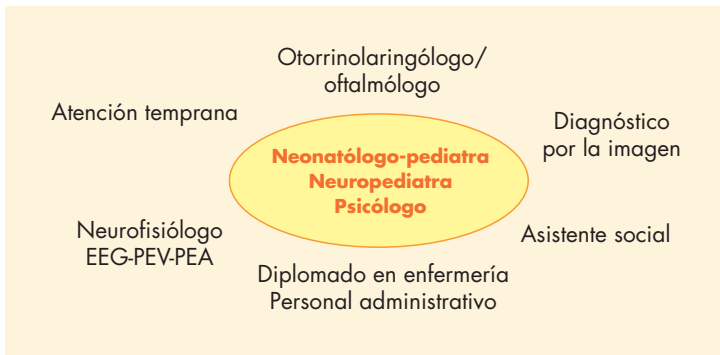 Otorrinolaringólogo/
oftalmólogo
Atención temprana
Diagnóstico
por la imagen
Neonatólogo-pediatra
Neuropediatra
Psicólogo
Neurofisiólogo
EEG-PEV-PEA
Asistente social
Diplomado en enfermería
Personal administrativo